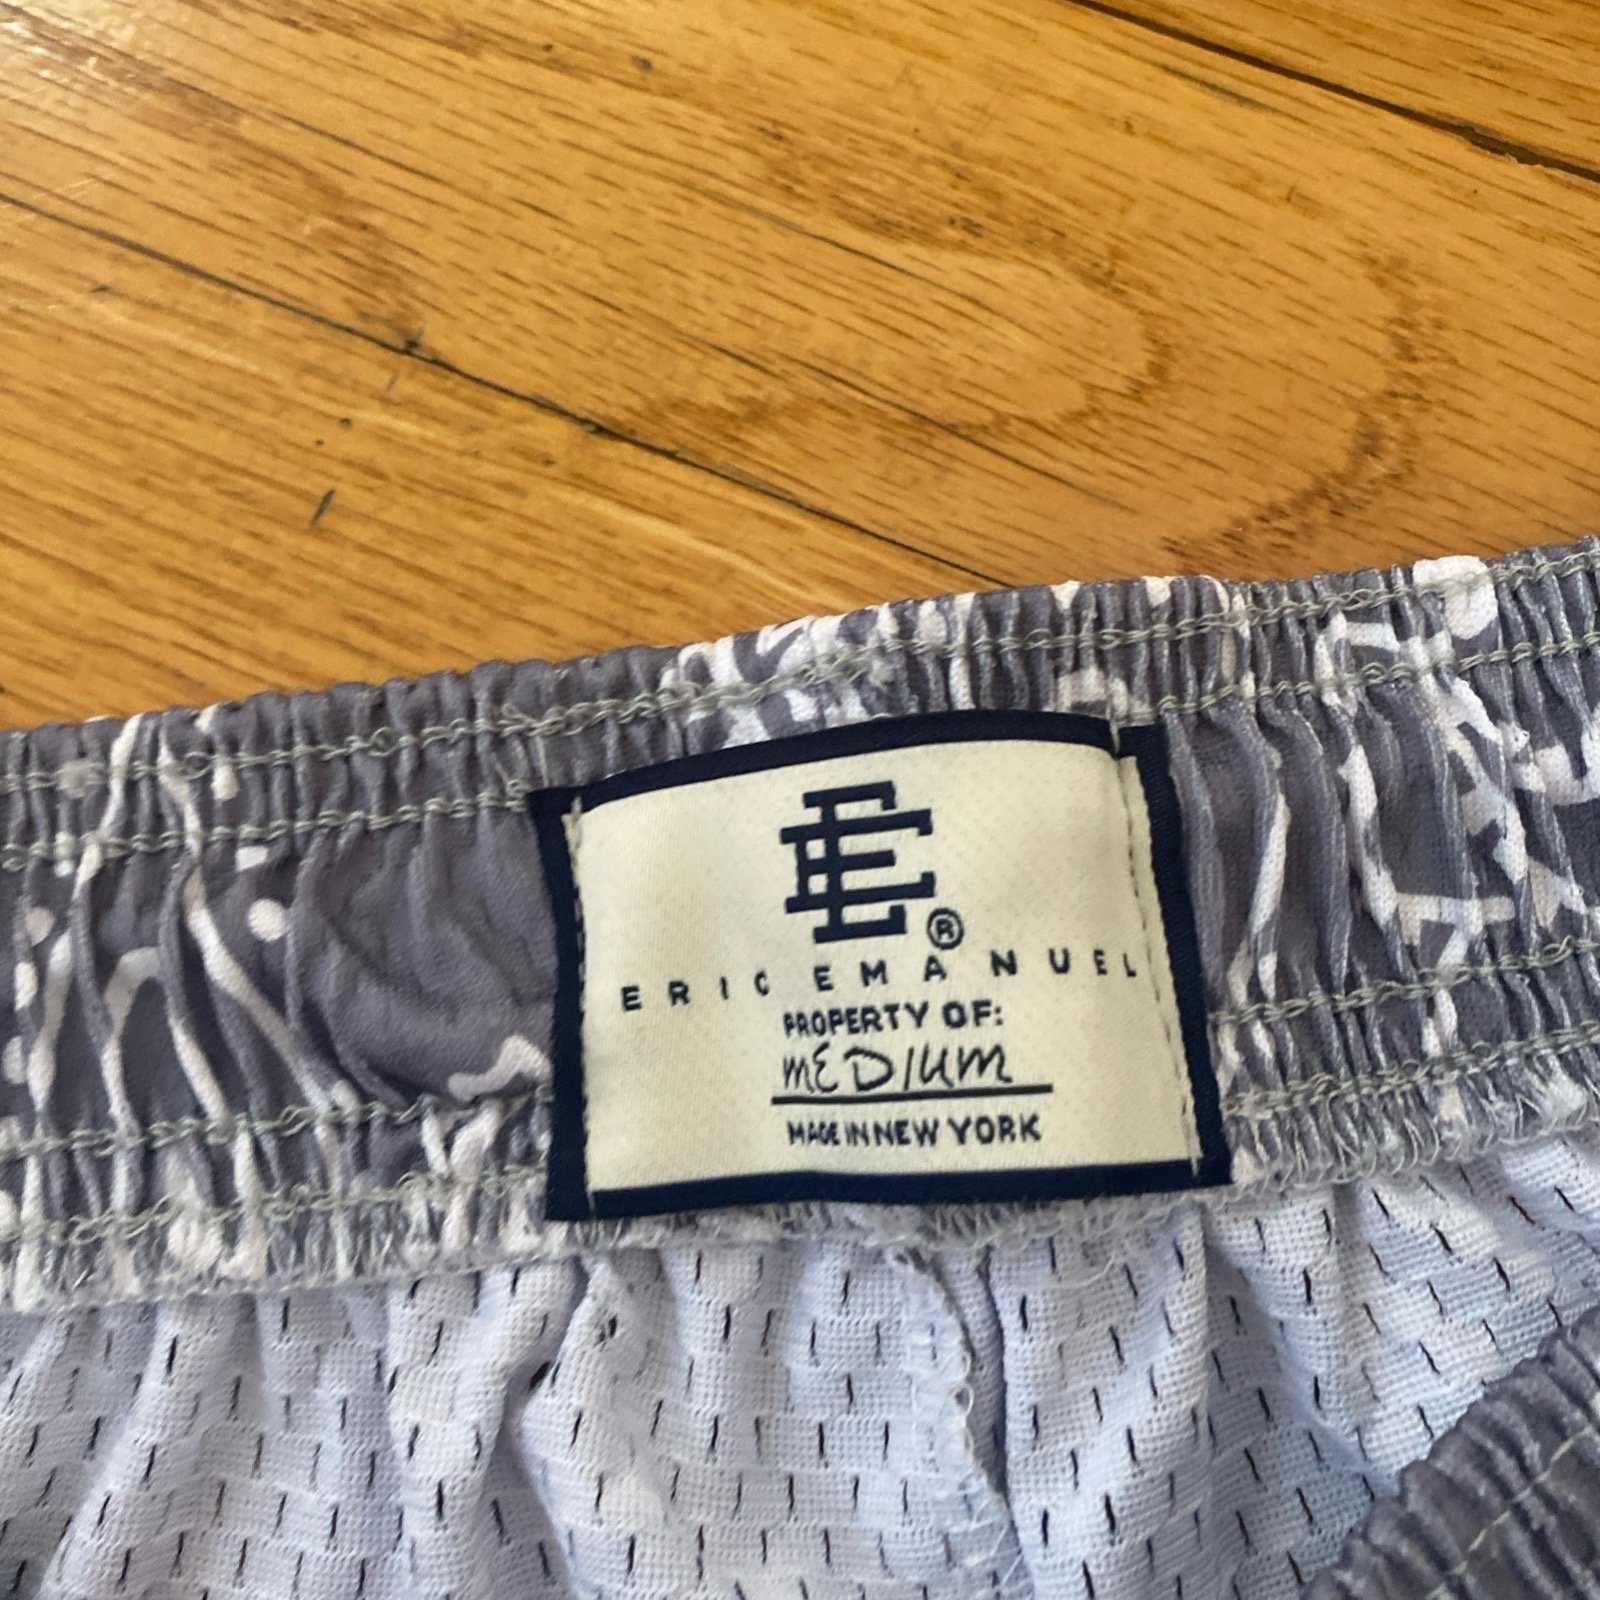 EE®
ERIC EMANUEL
PROPERTY OF:
MEDIUM
MADE IN NEW YORK